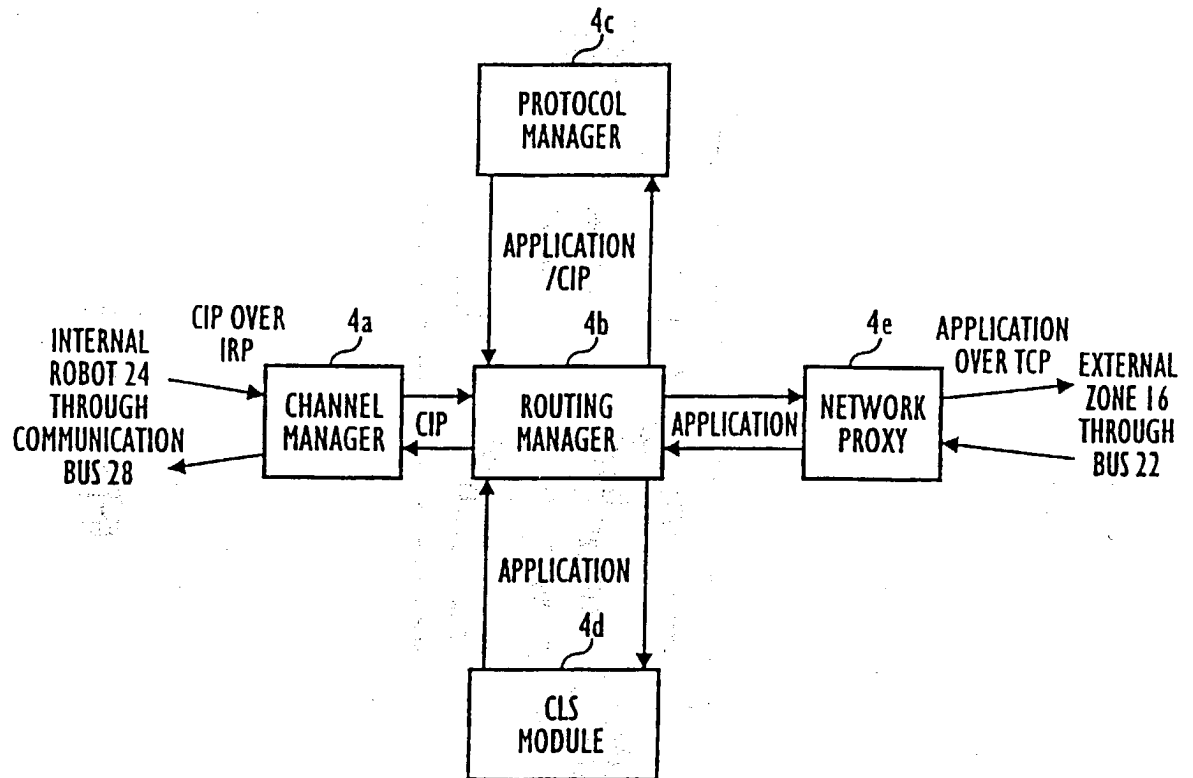 4c
PROTOCOL
MANAGER
APPLICATION
/CIP
CIP OVER
IRP
INTERNAL
ROBOT 24
THROUGH
COMMUNICATION
BUS 28
4a
CHANNEL
MANAGER
CIP
4b
ROUTING
MANAGER
APPLICATION
4e
NETWORK
PROXY
APPLICATION
OVER TCP
EXTERNAL
ZONE 16
THROUGH
BUS 22
APPLICATION
4d
CLS
MODULE